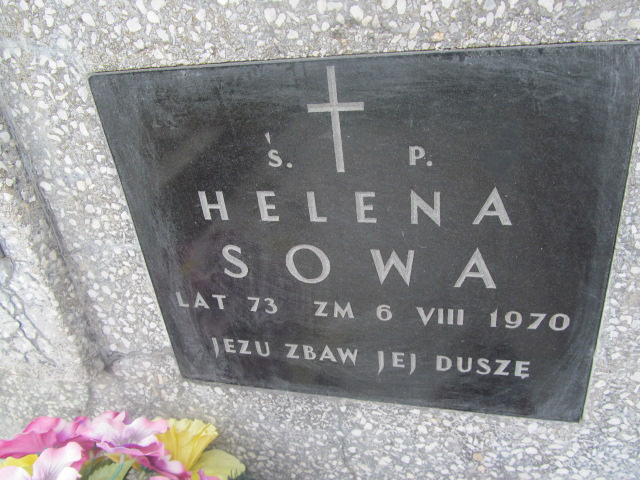 Ś. P.
HELENA
SOWA
LAT 73 ZM 6 VIII 1970
JEZU ZBAW JEJ DUSZĘ